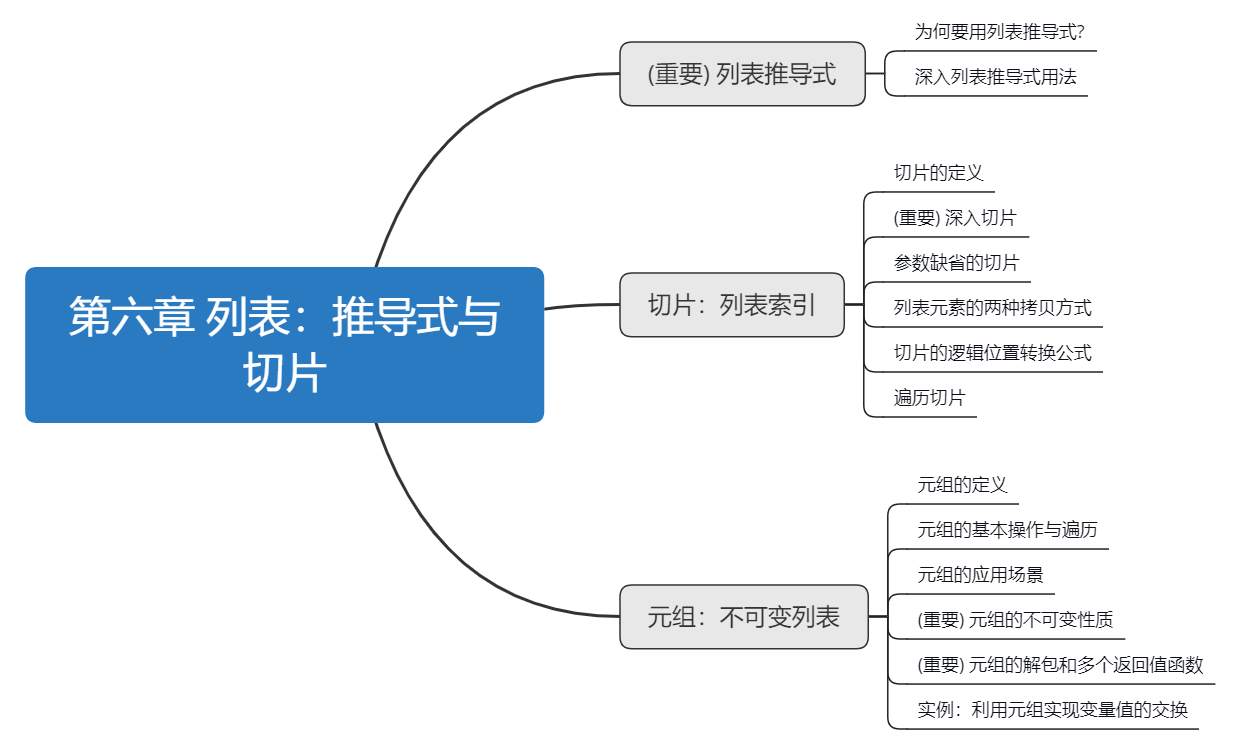 第六章 列表：推导式与
切片
(重要) 列表推导式
为何要用列表推导式?
深入列表推导式用法
切片：列表索引
切片的定义
(重要) 深入切片
参数缺省的切片
列表元素的两种拷贝方式
切片的逻辑位置转换公式
遍历切片
元组：不可变列表
元组的定义
元组的基本操作与遍历
元组的应用场景
(重要) 元组的不可变性质
(重要) 元组的解包和多个返回值函数
实例：利用元组实现变量值的交换